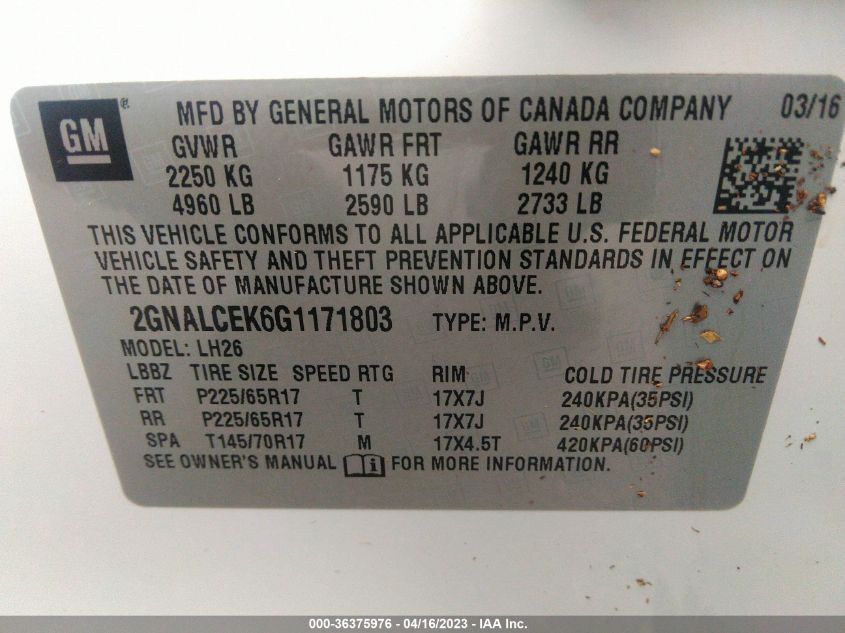 GM ®
MFD BY GENERAL MOTORS OF CANADA COMPANY 03/16
GVWR GAWR FRT GAWR RR
2250 KG 1175 KG 1240 KG
4960 LB 2590 LB 2733 LB
THIS VEHICLE CONFORMS TO ALL APPLICABLE U.S. FEDERAL MOTOR
VEHICLE SAFETY AND THEFT PREVENTION STANDARDS IN EFFECT ON
THE DATE OF MANUFACTURE SHOWN ABOVE.
2GNALCEK6G1171803 TYPE: M.P.V.
MODEL: LH26
LBBZ TIRE SIZE SPEED RTG RIM COLD TIRE PRESSURE
FRT P225/65R17 T 17X7J 240KPA(35PSI)
RR P225/65R17 T 17X7J 240KPA(35PSI)
SPA T145/70R17 M 17X4.5T 420KPA(60PSI)
SEE OWNER'S MANUAL FOR MORE INFORMATION.
000-36375976 - 04/16/2023 - IAA Inc.